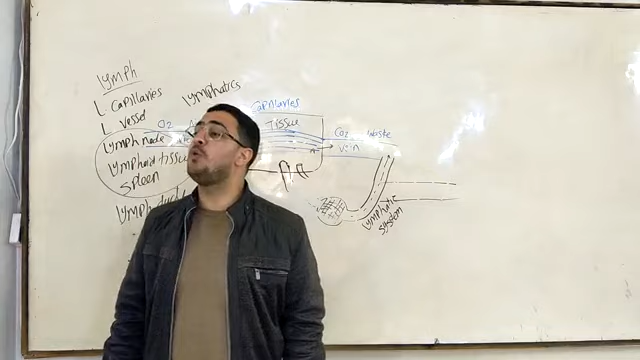 lymph
L capillaries
L vessel
lymph node
lymphoid tissue
spleen
lymph duct
lymphatics
O2
capillaries
Tissue
CO2 waste
vein
lymphatic
system